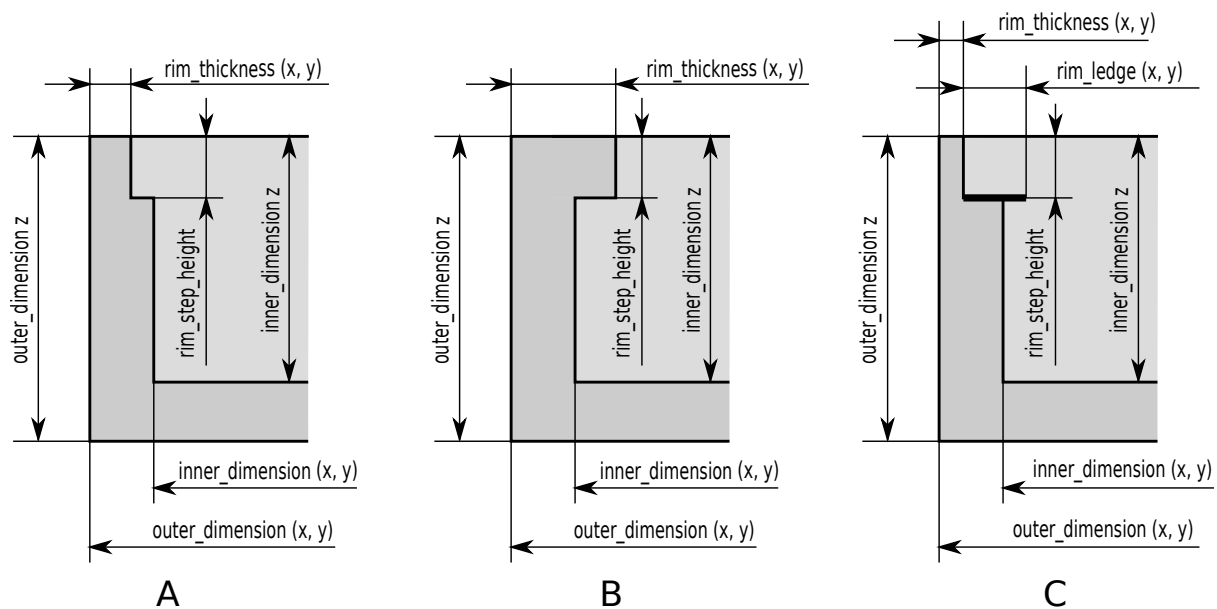 rim_thickness (x, y)
outer_dimension z
rim_step_height
inner_dimension z
inner_dimension (x, y)
outer_dimension (x, y)
A
rim_thickness (x, y)
outer_dimension z
rim_step_height
inner_dimension z
inner_dimension (x, y)
outer_dimension (x, y)
B
rim_thickness (x, y)
rim_ledge (x, y)
outer_dimension z
rim_step_height
inner_dimension z
inner_dimension (x, y)
outer_dimension (x, y)
C